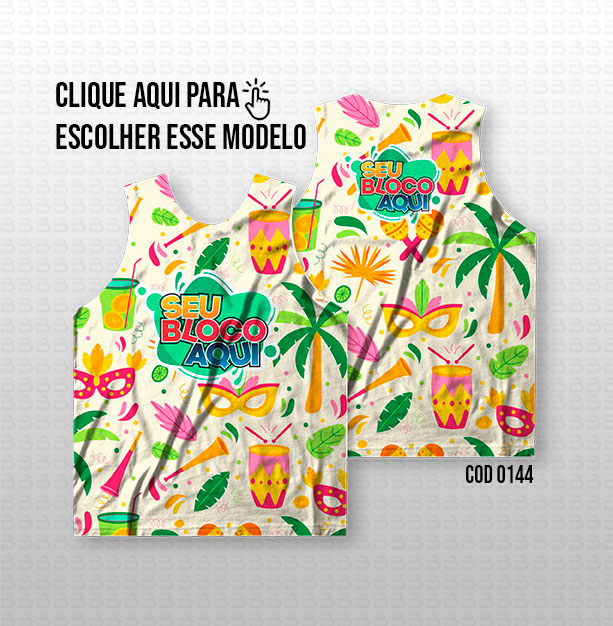 CLIQUE AQUI PARA
ESCOLHER ESSE MODELO
SEU
BLOCO
AQUI
SEU
BLOCO
AQUI
COD 0144